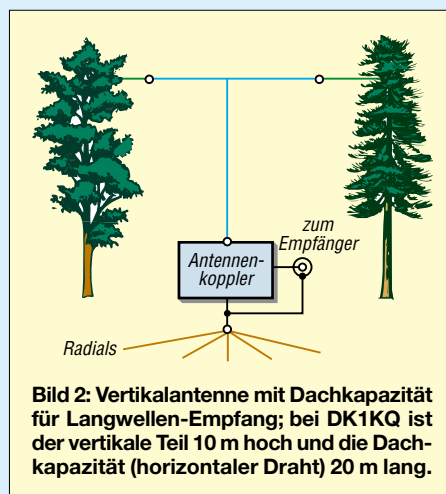 zum
Empfänger
Antennen-
koppler
Radials
Bild 2: Vertikalantenne mit Dachkapazität
für Langwellen-Empfang; bei DK1KQ ist
der vertikale Teil 10 m hoch und die Dach-
kapazität (horizontaler Draht) 20 m lang.